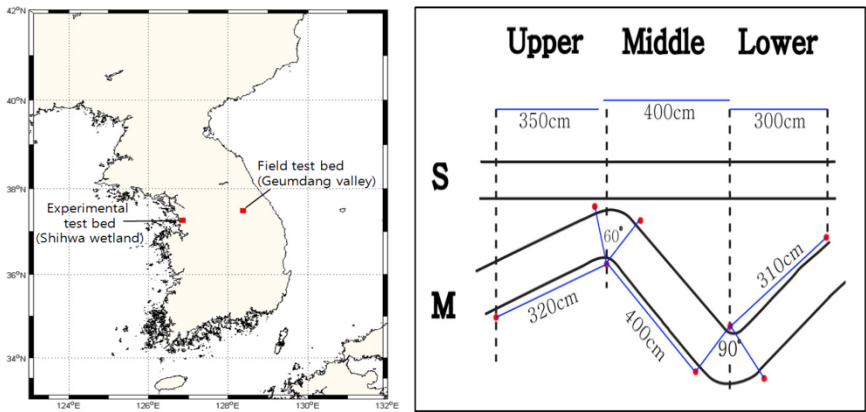 42°N
40°N
38°N
36°N
34°N
124°E
126°E
128°E
130°E
132°E
Field test bed
(Geumdang valley)
Experimental
test bed
(Shihwa wetland)
Upper Middle Lower
350cm
400cm
300cm
S
M
60°
320cm
400cm
90°
310cm